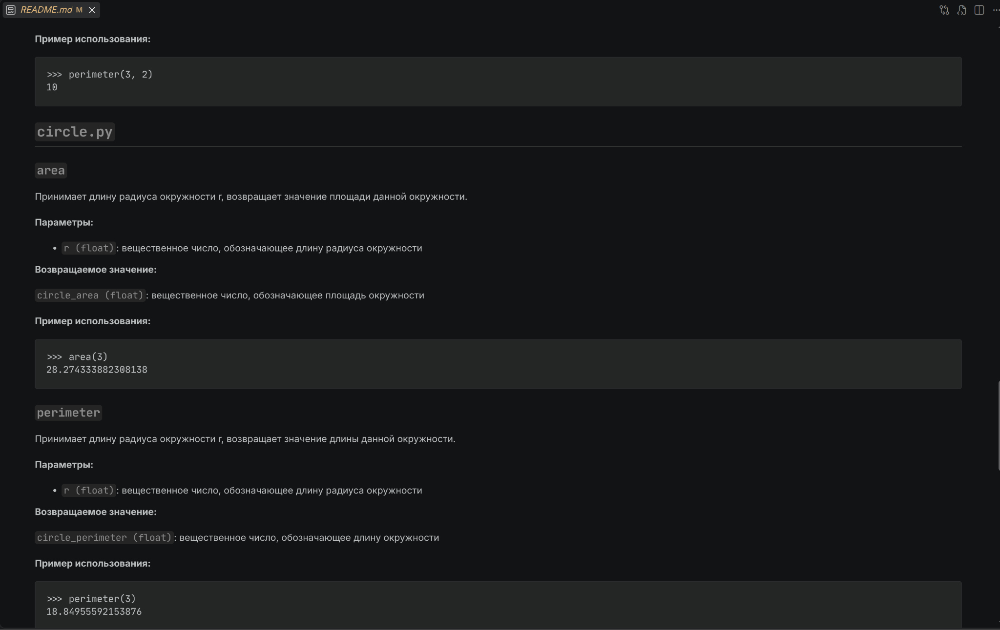 README.md M
Пример использования:
>>> perimeter(3, 2)
10
circle.py
area
Принимает длину радиуса окружности r, возвращает значение площади данной окружности.
Параметры:
• r (float): вещественное число, обозначающее длину радиуса окружности
Возвращаемое значение:
circle_area (float): вещественное число, обозначающее площадь окружности
Пример использования:
>>> area(3)
28.274333882308138
perimeter
Принимает длину радиуса окружности r, возвращает значение длины данной окружности.
Параметры:
• r (float): вещественное число, обозначающее длину радиуса окружности
Возвращаемое значение:
circle_perimeter (float): вещественное число, обозначающее длину окружности
Пример использования:
>>> perimeter(3)
18.84955592153876